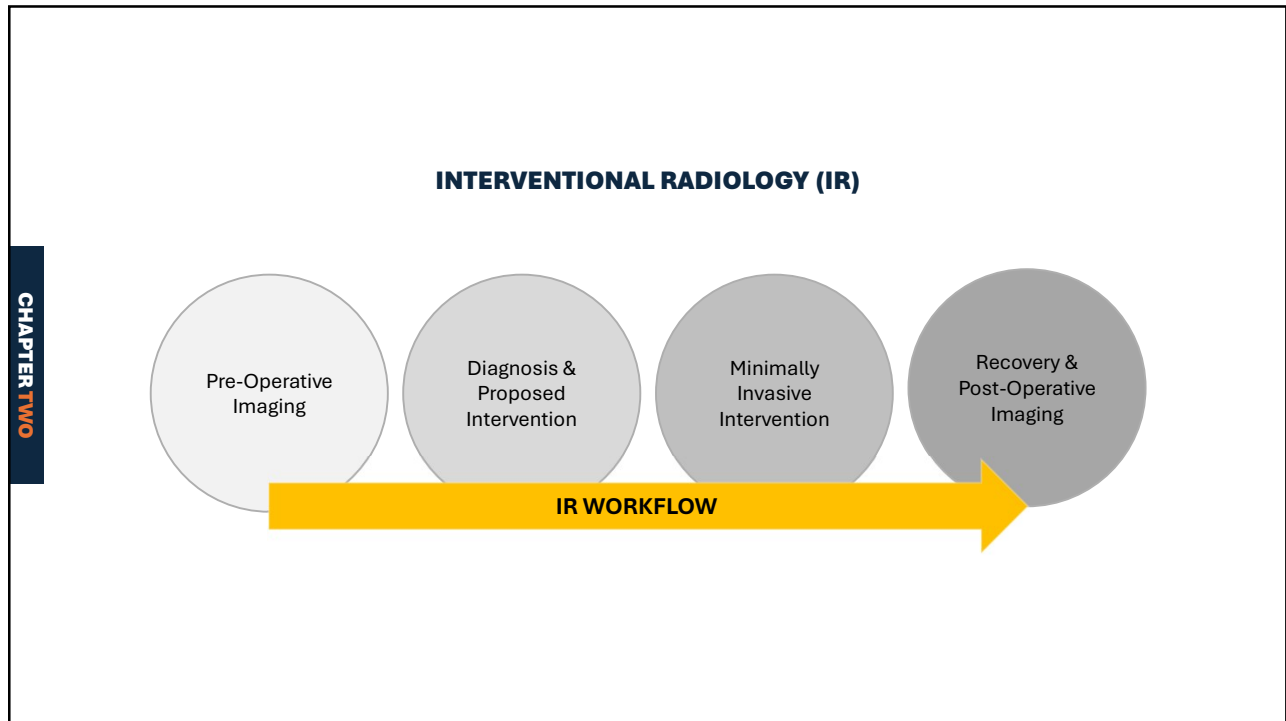 INTERVENTIONAL RADIOLOGY (IR)
CHAPTER TWO
Pre-Operative
Imaging
Diagnosis &
Proposed
Intervention
Minimally
Invasive
Intervention
Recovery &
Post-Operative
Imaging
IR WORKFLOW